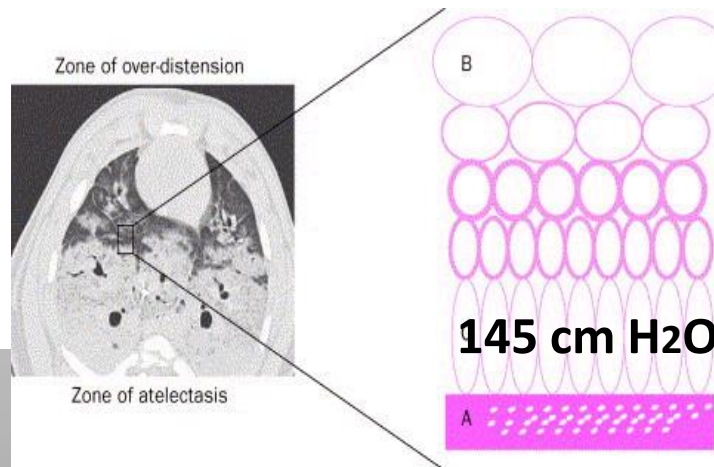 Zone of over-distension
B
145 cm H2O
A
Zone of atelectasis